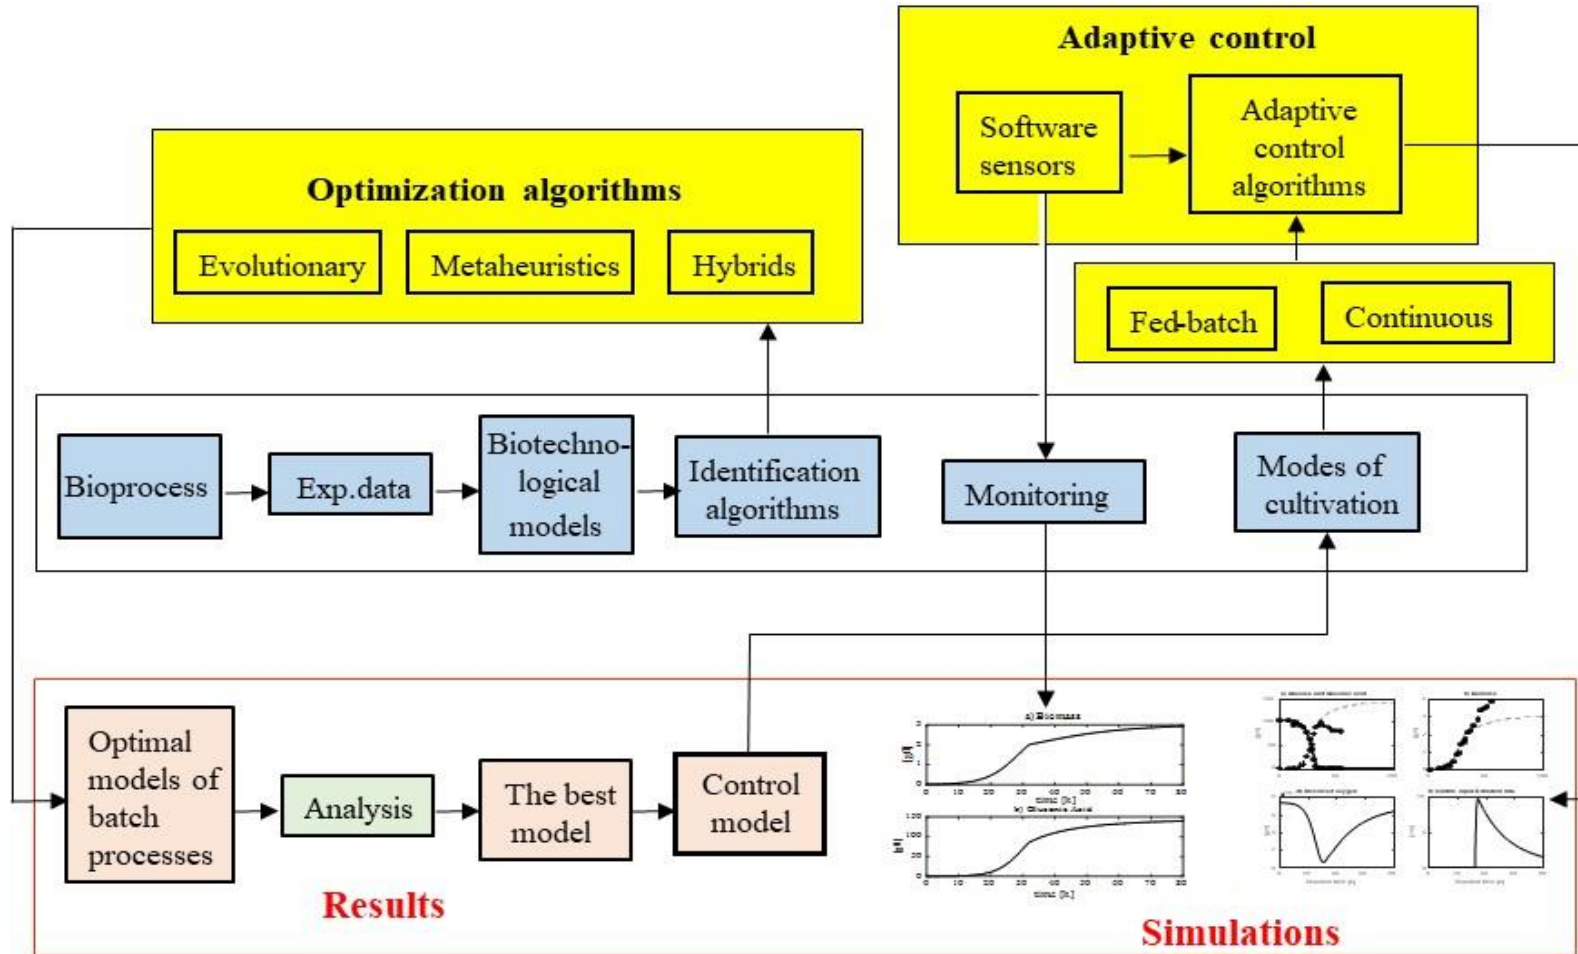 Adaptive control
Software
sensors
Adaptive
control
algorithms
Optimization algorithms
Evolutionary
Metaheuristics
Hybrids
Fed-batch
Continuous
Bioprocess
Exp.data
Biotechno-
logical
models
Identification
algorithms
Monitoring
Modes of
cultivation
Optimal
models of
batch
processes
Analysis
The best
model
Control
model
a) Biomass
time [h]
b) Gluconic Acid
time [h]
Results
Simulations